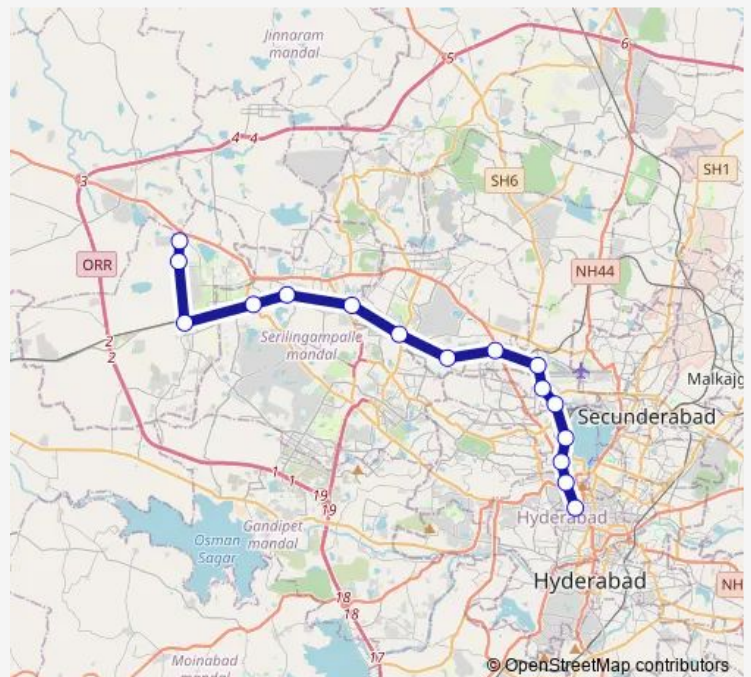 Jinnaram
mandal
5
6
4 4
3
SH6
SH1
ORR
NH44
2
2
Serilingampalle
mandal
Malkajg
Secunderabad
1 1
19
19
Gandipet
mandal
Hyderabad
Osman
Sagar
Hyderabad
NH
18
18
17
Moinabad
mandal
© OpenStreetMap contributors